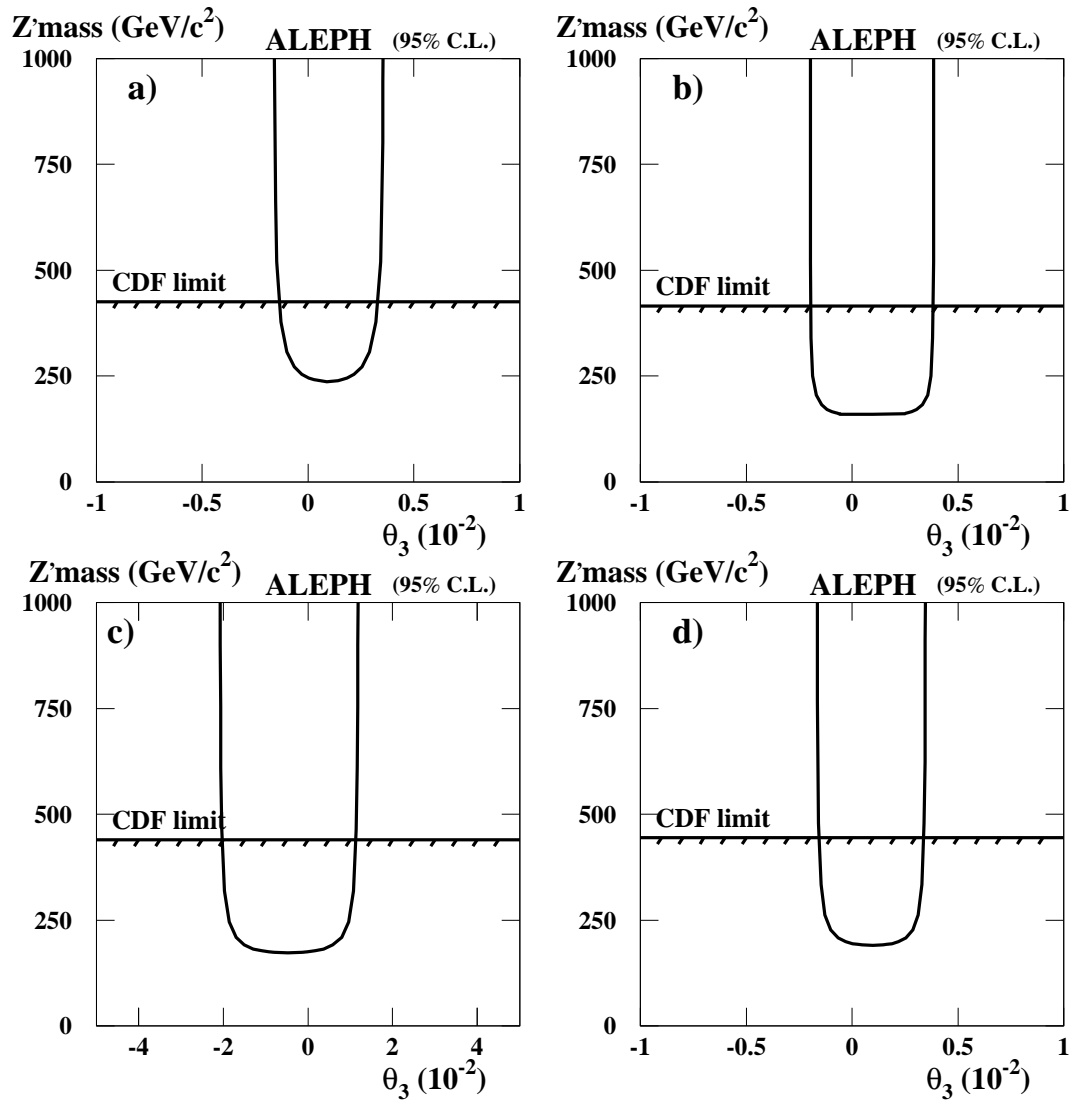 Z’mass (GeV/c²) ALEPH (95% C.L.)
a)
1000
750
500
250
0
CDF limit
-1 -0.5 0 0.5 1
θ₃ (10⁻²)
Z’mass (GeV/c²) ALEPH (95% C.L.)
b)
1000
750
500
250
0
CDF limit
-1 -0.5 0 0.5 1
θ₃ (10⁻²)
Z’mass (GeV/c²) ALEPH (95% C.L.)
c)
1000
750
500
250
0
CDF limit
-4 -2 0 2 4
θ₃ (10⁻²)
Z’mass (GeV/c²) ALEPH (95% C.L.)
d)
1000
750
500
250
0
CDF limit
-1 -0.5 0 0.5 1
θ₃ (10⁻²)